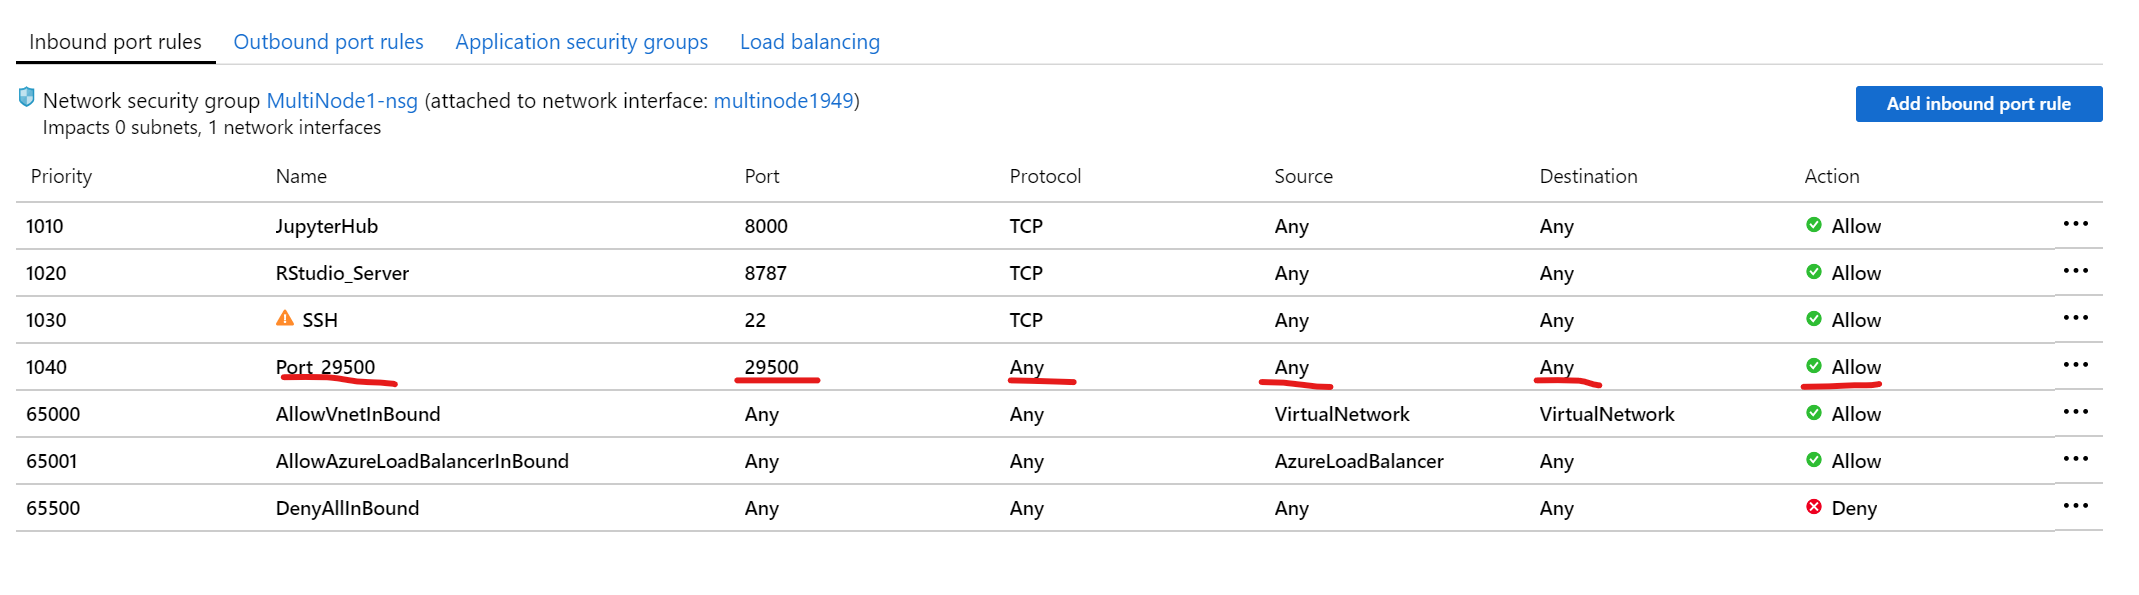 Inbound port rules Outbound port rules Application security groups Load balancing
Network security group MultiNode1-nsg (attached to network interface: multinode1949)
Add inbound port rule
Impacts 0 subnets, 1 network interfaces
Priority Name Port Protocol Source Destination Action
1010 JupyterHub 8000 TCP Any Any Allow
1020 RStudio_Server 8787 TCP Any Any Allow
1030 SSH 22 TCP Any Any Allow
1040 Port_29500 29500 Any Any Any Allow
65000 AllowVnetInBound Any Any VirtualNetwork VirtualNetwork Allow
65001 AllowAzureLoadBalancerInBound Any Any AzureLoadBalancer Any Allow
65500 DenyAllInBound Any Any Any Any Deny